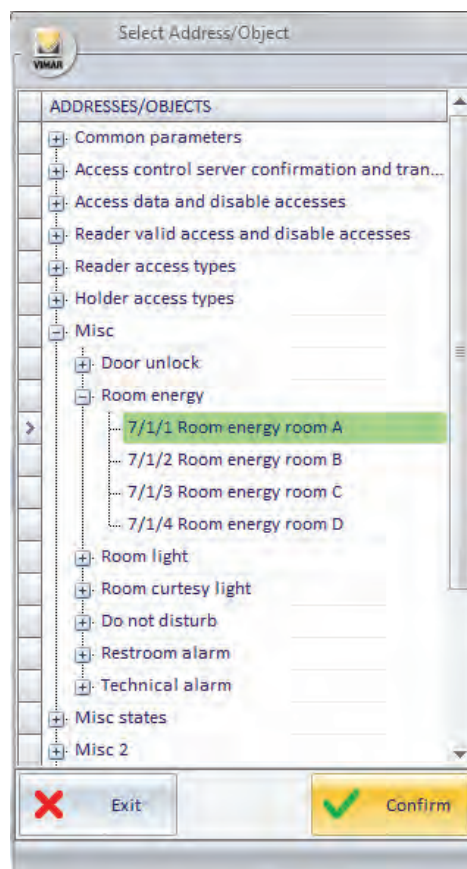 Select Address/Object
VIMAR
ADDRESSES/OBJECTS
Common parameters
Access control server confirmation and tran...
Access data and disable accesses
Reader valid access and disable accesses
Reader access types
Holder access types
Misc
Door unlock
Room energy
7/1/1 Room energy room A
7/1/2 Room energy room B
7/1/3 Room energy room C
7/1/4 Room energy room D
Room light
Room curtesy light
Do not disturb
Restroom alarm
Technical alarm
Misc states
Misc 2
Exit
Confirm